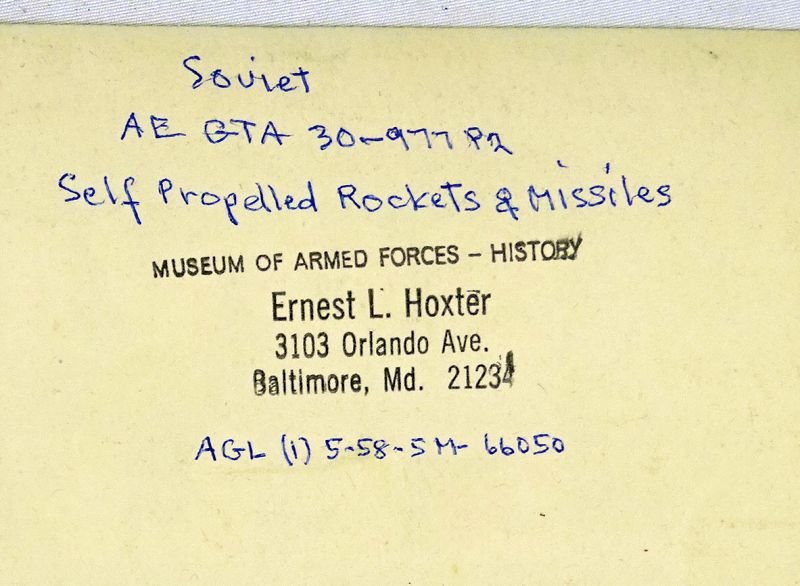 Soviet
AE GTA 30-977 P2
Self Propelled Rockets & Missiles
MUSEUM OF ARMED FORCES - HISTORY
Ernest L. Hoxter
3103 Orlando Ave.
Baltimore, Md. 21234
AGL (1) 5-58-5M-66050